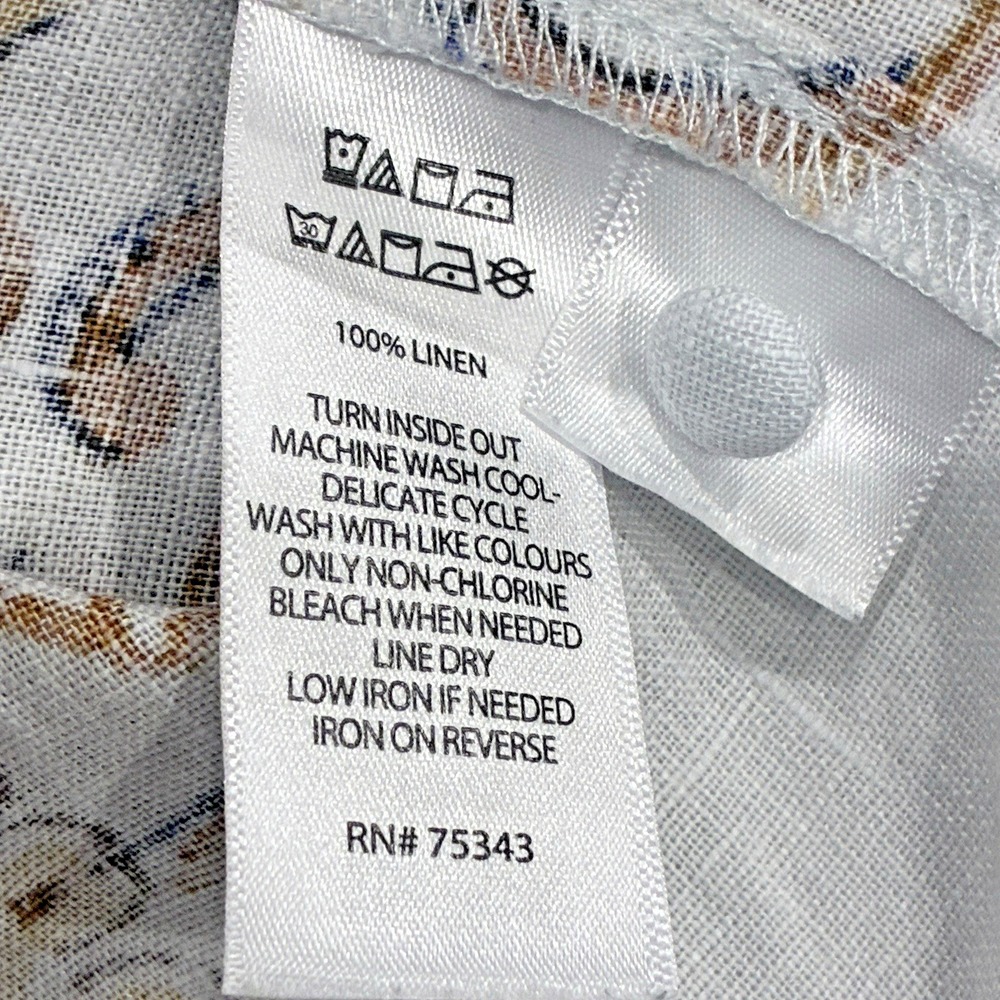 30
100% LINEN
TURN INSIDE OUT
MACHINE WASH COOL-
DELICATE CYCLE
WASH WITH LIKE COLOURS
ONLY NON-CHLORINE
BLEACH WHEN NEEDED
LINE DRY
LOW IRON IF NEEDED
IRON ON REVERSE
RN# 75343